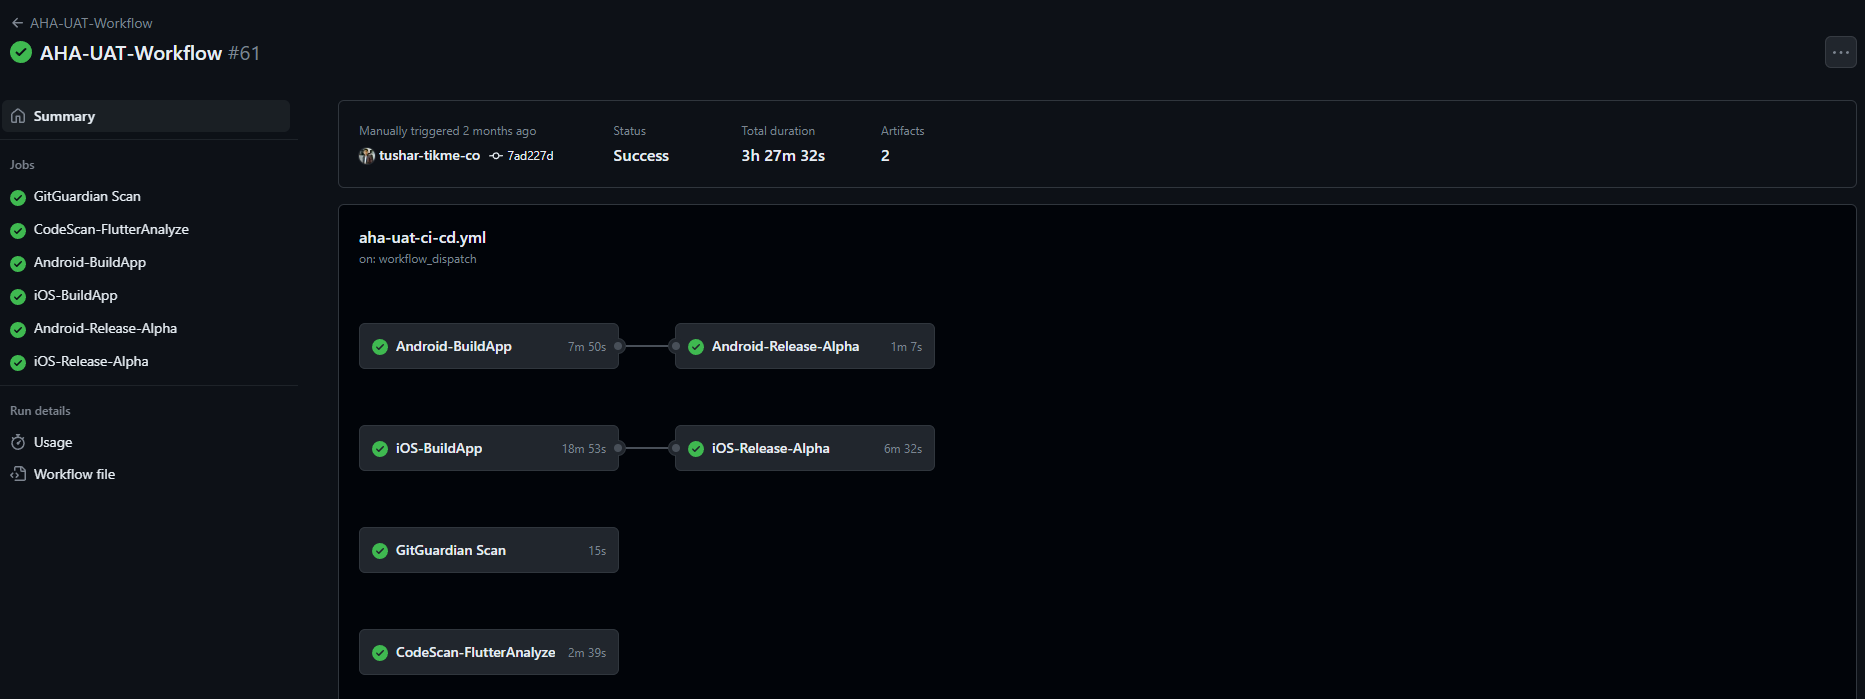 AHA-UAT-Workflow
AHA-UAT-Workflow #61
Summary
Jobs
GitGuardian Scan
CodeScan-FlutterAnalyze
Android-BuildApp
iOS-BuildApp
Android-Release-Alpha
iOS-Release-Alpha
Run details
Usage
Workflow file
Manually triggered 2 months ago
tushar-tikme-co 7ad227d
Status
Success
Total duration
3h 27m 32s
Artifacts
2
aha-uat-ci-cd.yml
on: workflow_dispatch
Android-BuildApp 7m 50s
Android-Release-Alpha 1m 7s
iOS-BuildApp 18m 53s
iOS-Release-Alpha 6m 32s
GitGuardian Scan 15s
CodeScan-FlutterAnalyze 2m 39s